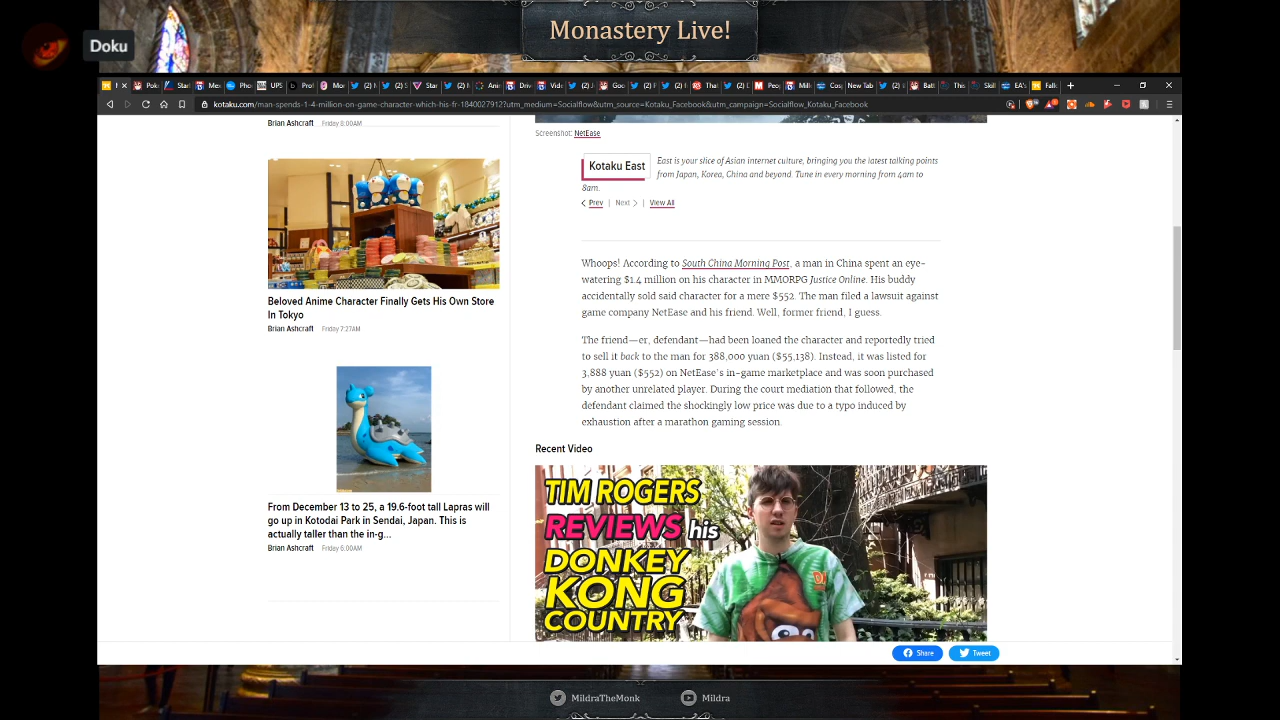 Monastery Live!
Doku
kotaku.com/man-spends-1-4-million-on-game-character-which-his-fr-1840027912?utm_medium=Socialflow&utm_source=Kotaku_Facebook&utm_campaign=Socialflow_Kotaku_Facebook
Brian Ashcraft Friday 8:00AM
Beloved Anime Character Finally Gets His Own Store
In Tokyo
Brian Ashcraft Friday 7:27AM
From December 13 to 25, a 19.6-foot tall Lapras will
go up in Kotodai Park in Sendai, Japan. This is
actually taller than the in-g...
Brian Ashcraft Friday 6:00AM
Screenshot: NetEase
Kotaku East
East is your slice of Asian internet culture, bringing you the latest talking points
from Japan, Korea, China and beyond. Tune in every morning from 4am to
8am.
Prev | Next | View All
Whoops! According to South China Morning Post, a man in China spent an eye-
watering $1.4 million on his character in MMORPG Justice Online. His buddy
accidentally sold said character for a mere $552. The man filed a lawsuit against
game company NetEase and his friend. Well, former friend, I guess.
The friend—er, defendant—had been loaned the character and reportedly tried
to sell it back to the man for 388,000 yuan ($55,138). Instead, it was listed for
3,888 yuan ($552) on NetEase's in-game marketplace and was soon purchased
by another unrelated player. During the court mediation that followed, the
defendant claimed the shockingly low price was due to a typo induced by
exhaustion after a marathon gaming session.
Recent Video
TIM ROGERS
REVIEWS his
DONKEY
KONG
COUNTRY
Share
Tweet
MildraTheMonk
Mildra